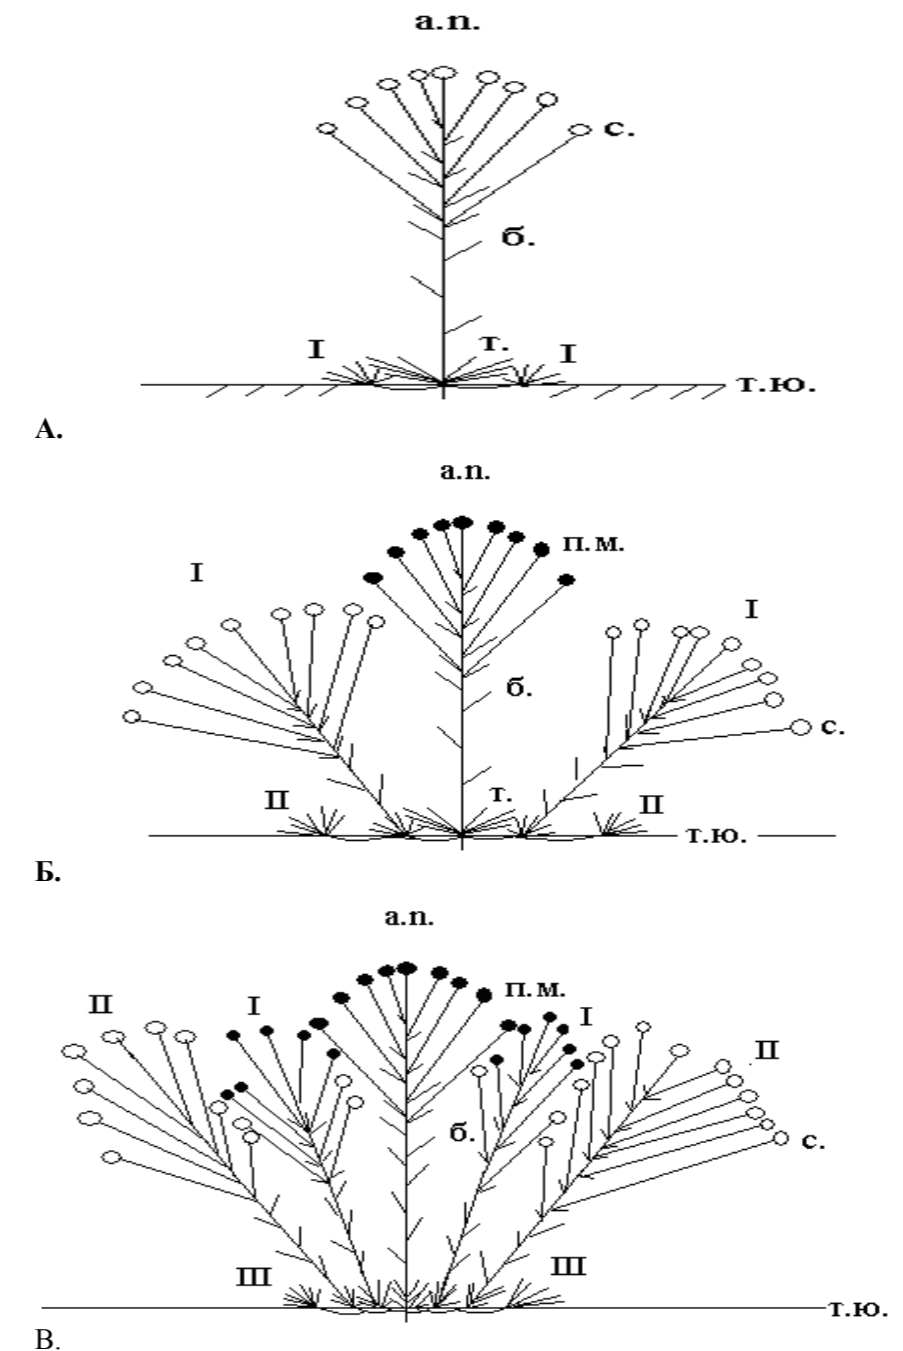 а.п.
с.
б.
I т. I
т.ю.
А.
а.п.
п.м.
I I
б. с.
II т. II
т.ю.
Б.
а.п.
п.м.
II I I II
б. с.
III III
т.ю.
В.